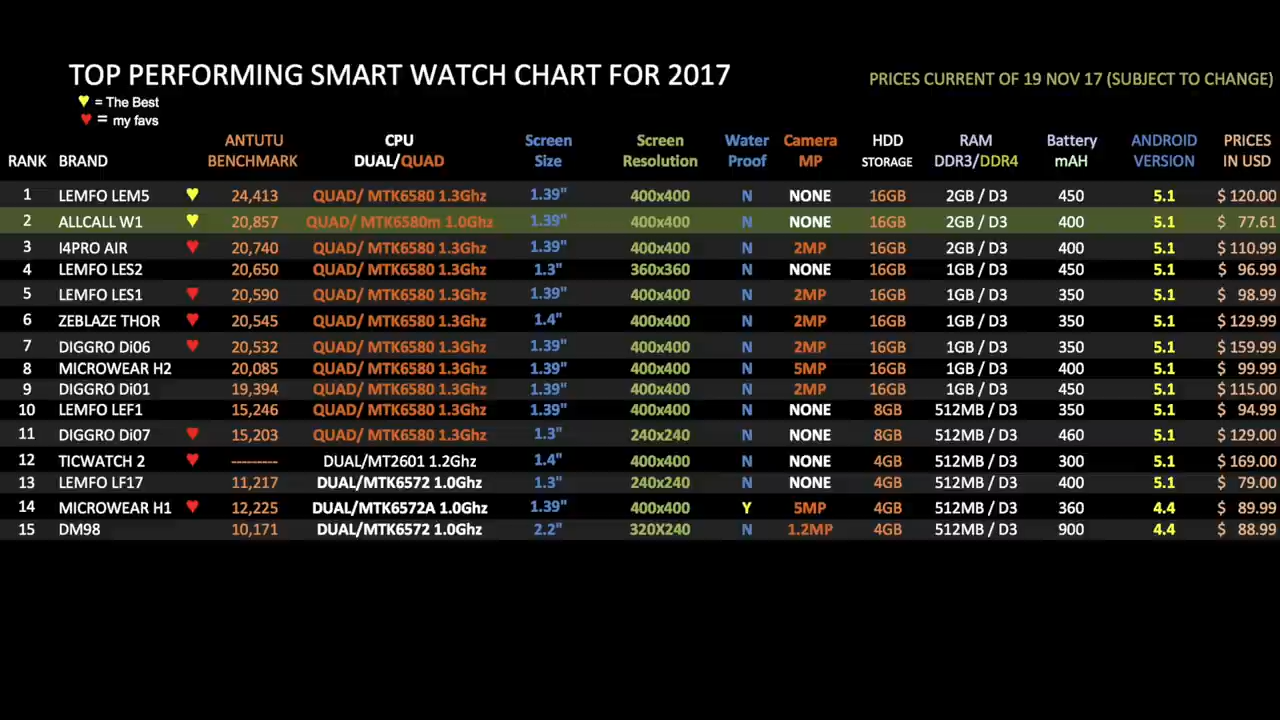 TOP PERFORMING SMART WATCH CHART FOR 2017
PRICES CURRENT OF 19 NOV 17 (SUBJECT TO CHANGE)
♥ = The Best
♥ = my favs
RANK BRAND ANTUTU BENCHMARK CPU DUAL/QUAD Screen Size Screen Resolution Water Proof Camera MP HDD STORAGE RAM DDR3/DDR4 Battery mAH ANDROID VERSION PRICES IN USD
1 LEMFO LEM5 ♥ 24,413 QUAD/ MTK6580 1.3Ghz 1.39" 400x400 N NONE 16GB 2GB / D3 450 5.1 $ 120.00
2 ALLCALL W1 ♥ 20,857 QUAD/ MTK6580m 1.0Ghz 1.39" 400x400 N NONE 16GB 2GB / D3 400 5.1 $ 77.61
3 I4PRO AIR ♥ 20,740 QUAD/ MTK6580 1.3Ghz 1.39" 400x400 N 2MP 16GB 2GB / D3 400 5.1 $ 110.99
4 LEMFO LES2 20,650 QUAD/ MTK6580 1.3Ghz 1.3" 360x360 N NONE 16GB 1GB / D3 450 5.1 $ 96.99
5 LEMFO LES1 ♥ 20,590 QUAD/ MTK6580 1.3Ghz 1.39" 400x400 N 2MP 16GB 1GB / D3 350 5.1 $ 98.99
6 ZEBLAZE THOR ♥ 20,545 QUAD/ MTK6580 1.3Ghz 1.4" 400x400 N 2MP 16GB 1GB / D3 350 5.1 $ 129.99
7 DIGGRO Di06 ♥ 20,532 QUAD/ MTK6580 1.3Ghz 1.39" 400x400 N 2MP 16GB 1GB / D3 350 5.1 $ 159.99
8 MICROWEAR H2 20,085 QUAD/ MTK6580 1.3Ghz 1.39" 400x400 N 5MP 16GB 1GB / D3 400 5.1 $ 99.99
9 DIGGRO Di01 19,394 QUAD/ MTK6580 1.3Ghz 1.39" 400x400 N 2MP 16GB 1GB / D3 450 5.1 $ 115.00
10 LEMFO LEF1 15,246 QUAD/ MTK6580 1.3Ghz 1.39" 400x400 N NONE 8GB 512MB / D3 350 5.1 $ 94.99
11 DIGGRO Di07 ♥ 15,203 QUAD/ MTK6580 1.3Ghz 1.3" 240x240 N NONE 8GB 512MB / D3 460 5.1 $ 129.00
12 TICWATCH 2 ♥ --------- DUAL/MT2601 1.2Ghz 1.4" 400x400 N NONE 4GB 512MB / D3 300 5.1 $ 169.00
13 LEMFO LF17 11,217 DUAL/MTK6572 1.0Ghz 1.3" 240x240 N NONE 4GB 512MB / D3 400 5.1 $ 79.00
14 MICROWEAR H1 ♥ 12,225 DUAL/MTK6572A 1.0Ghz 1.39" 400x400 Y 5MP 4GB 512MB / D3 360 4.4 $ 89.99
15 DM98 10,171 DUAL/MTK6572 1.0Ghz 2.2" 320X240 N 1.2MP 4GB 512MB / D3 900 4.4 $ 88.99